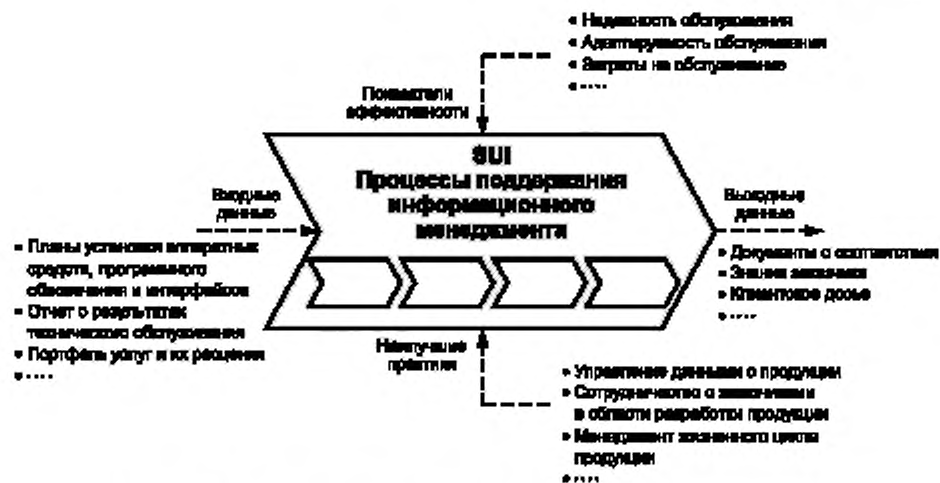 • Надежность обслуживания
• Адаптируемость обслуживания
• Затраты на обслуживание
• ....
Показатели
эффективности
SUI
Процессы поддержания
информационного
менеджмента
Входные
данные
• Планы установки аппаратных
средств, программного
обеспечения и интерфейсов
• Отчет о результатах
технического обслуживания
• Портфель услуг и их расценки
• ....
Выходные
данные
• Документы о соответствии
• Знания заказчика
• Клиентское досье
• ....
Наилучшие
практики
• Управление данными о продукции
• Сотрудничество с заказчиками
в области разработки продукции
• Менеджмент жизненного цикла
продукции
• ....